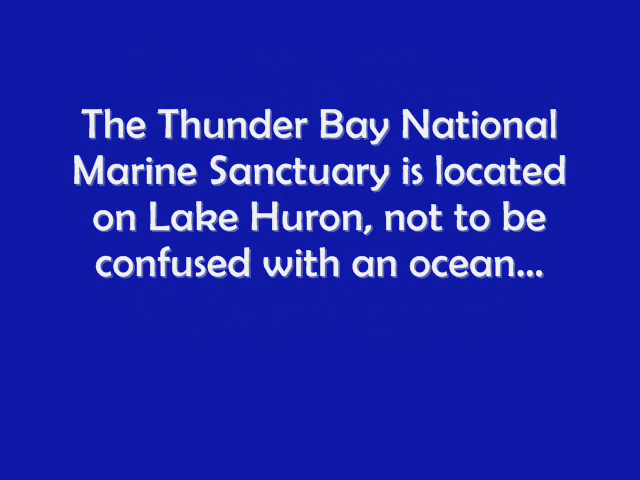 The Thunder Bay National
Marine Sanctuary is located
on Lake Huron, not to be
confused with an ocean...